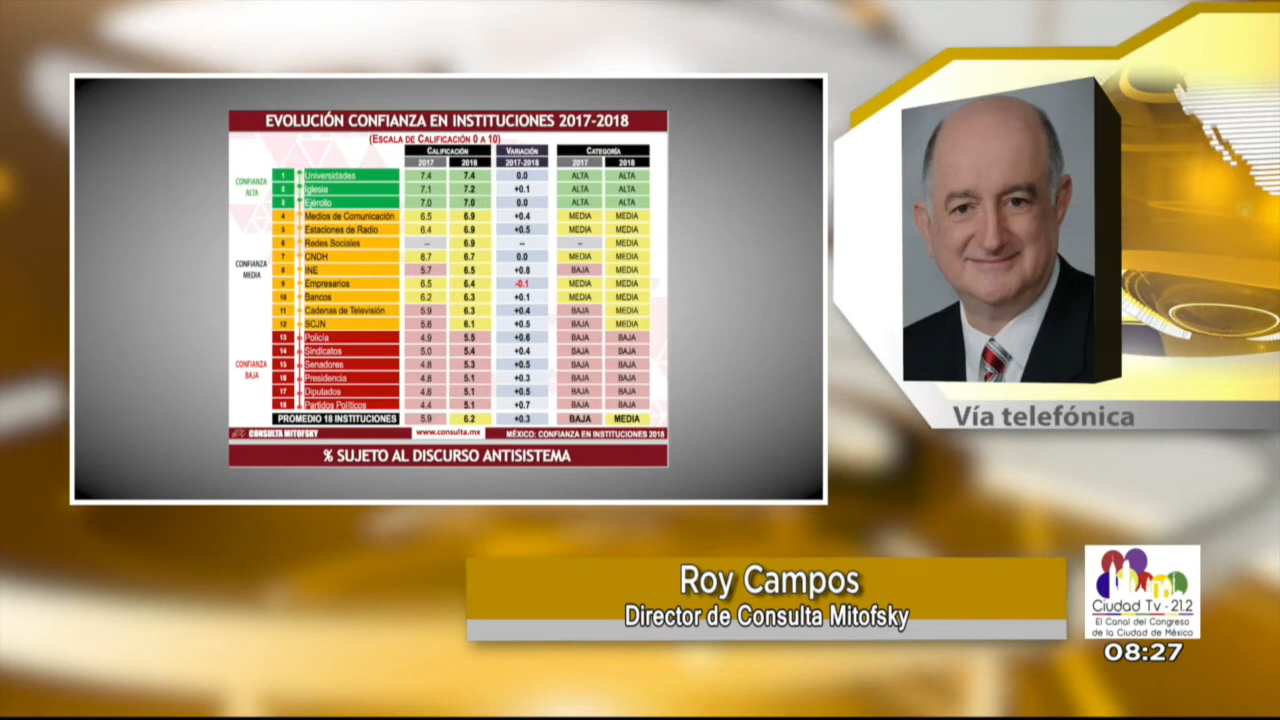 EVOLUCIÓN CONFIANZA EN INSTITUCIONES 2017-2018
(ESCALA DE CALIFICACIÓN 0 A 10)
CALIFICACIÓN VARIACIÓN CATEGORÍA
2017 2018 2017-2018 2017 2018
CONFIANZA ALTA
1 Universidades 7.4 7.4 0.0 ALTA ALTA
2 Iglesia 7.1 7.2 +0.1 ALTA ALTA
3 Ejército 7.0 7.0 0.0 ALTA ALTA
CONFIANZA MEDIA
4 Medios de Comunicación 6.5 6.9 +0.4 MEDIA MEDIA
5 Estaciones de Radio 6.4 6.9 +0.5 MEDIA MEDIA
6 Redes Sociales -- 6.9 -- -- MEDIA
7 CNDH 6.7 6.7 0.0 MEDIA MEDIA
8 INE 5.7 6.5 +0.8 BAJA MEDIA
9 Empresarios 6.5 6.4 -0.1 MEDIA MEDIA
10 Bancos 6.2 6.3 +0.1 MEDIA MEDIA
11 Cadenas de Televisión 5.9 6.3 +0.4 BAJA MEDIA
12 SCJN 5.6 6.1 +0.5 BAJA MEDIA
CONFIANZA BAJA
13 Policía 4.9 5.5 +0.6 BAJA BAJA
14 Sindicatos 5.0 5.4 +0.4 BAJA BAJA
15 Senadores 4.8 5.3 +0.5 BAJA BAJA
16 Presidencia 4.8 5.1 +0.3 BAJA BAJA
17 Diputados 4.6 5.1 +0.5 BAJA BAJA
18 Partidos Políticos 4.4 5.1 +0.7 BAJA BAJA
PROMEDIO 18 INSTITUCIONES 5.9 6.2 +0.3 BAJA MEDIA
CONSULTA MITOFSKY www.consulta.mx MÉXICO: CONFIANZA EN INSTITUCIONES 2018
% SUJETO AL DISCURSO ANTISISTEMA
Vía telefónica
Roy Campos
Director de Consulta Mitofsky
Ciudad Tv - 21.2
El Canal del Congreso
de la Ciudad de México
08:27